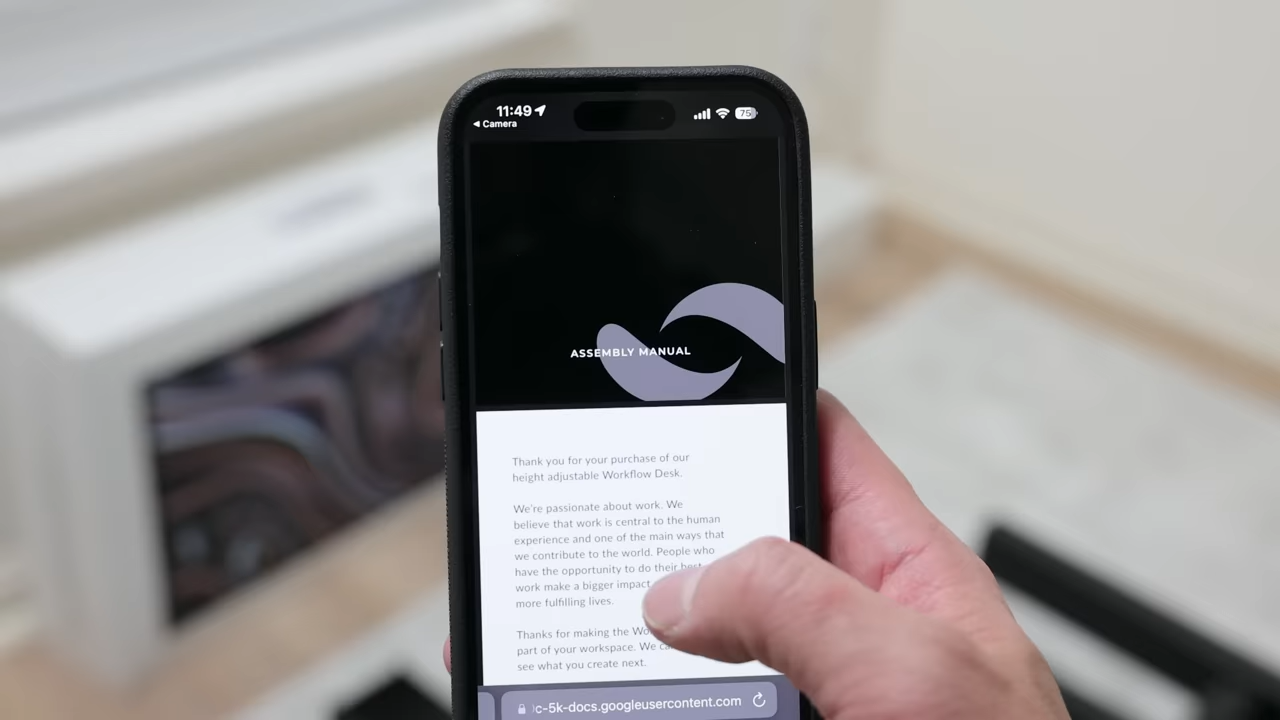 11:49
75
◀ Camera
ASSEMBLY MANUAL
Thank you for your purchase of our
height adjustable Workflow Desk.
We're passionate about work. We
believe that work is central to the human
experience and one of the main ways that
we contribute to the world. People who
have the opportunity to do their best
work make a bigger impact
more fulfilling lives.
Thanks for making the
part of your workspace. We
see what you create next.
c-5k-docs.googleusercontent.com